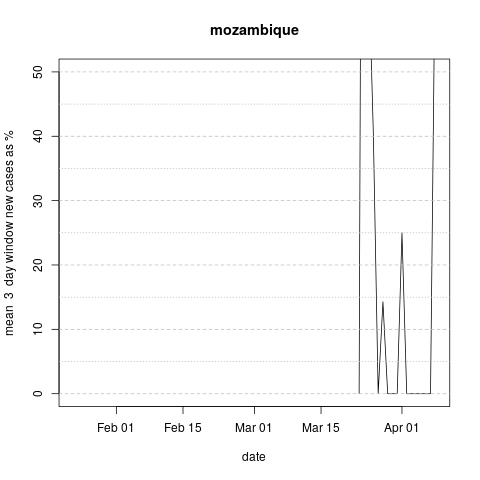 mozambique
mean  3  day window new cases as %
50
40
30
20
10
0
Feb 01
Feb 15
Mar 01
Mar 15
Apr 01
date